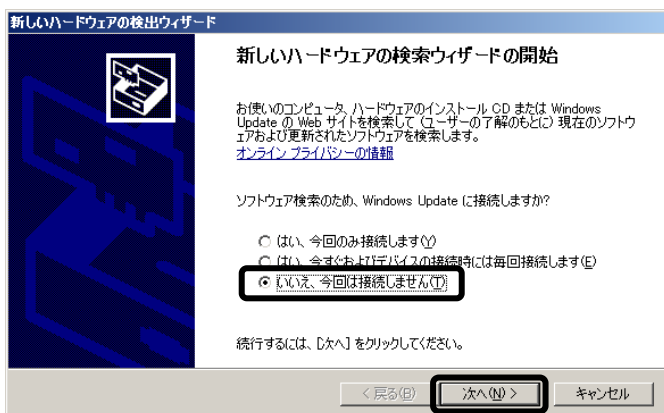 新しいハードウェアの検出ウィザード
新しいハードウェアの検索ウィザードの開始
お使いのコンピュータ、ハードウェアのインストール CD または Windows
Update の Web サイトを検索して (ユーザーの了解のもとに) 現在のソフトウ
ェアおよび更新されたソフトウェアを検索します。
オンライン プライバシーの情報
ソフトウェア検索のため、Windows Update に接続しますか?
はい、今回のみ接続します(Y)
はい、今すぐおよびデバイスの接続時には毎回接続します(E)
いいえ、今回は接続しません(T)
続行するには、[次へ] をクリックしてください。
< 戻る(B) 次へ(N) > キャンセル